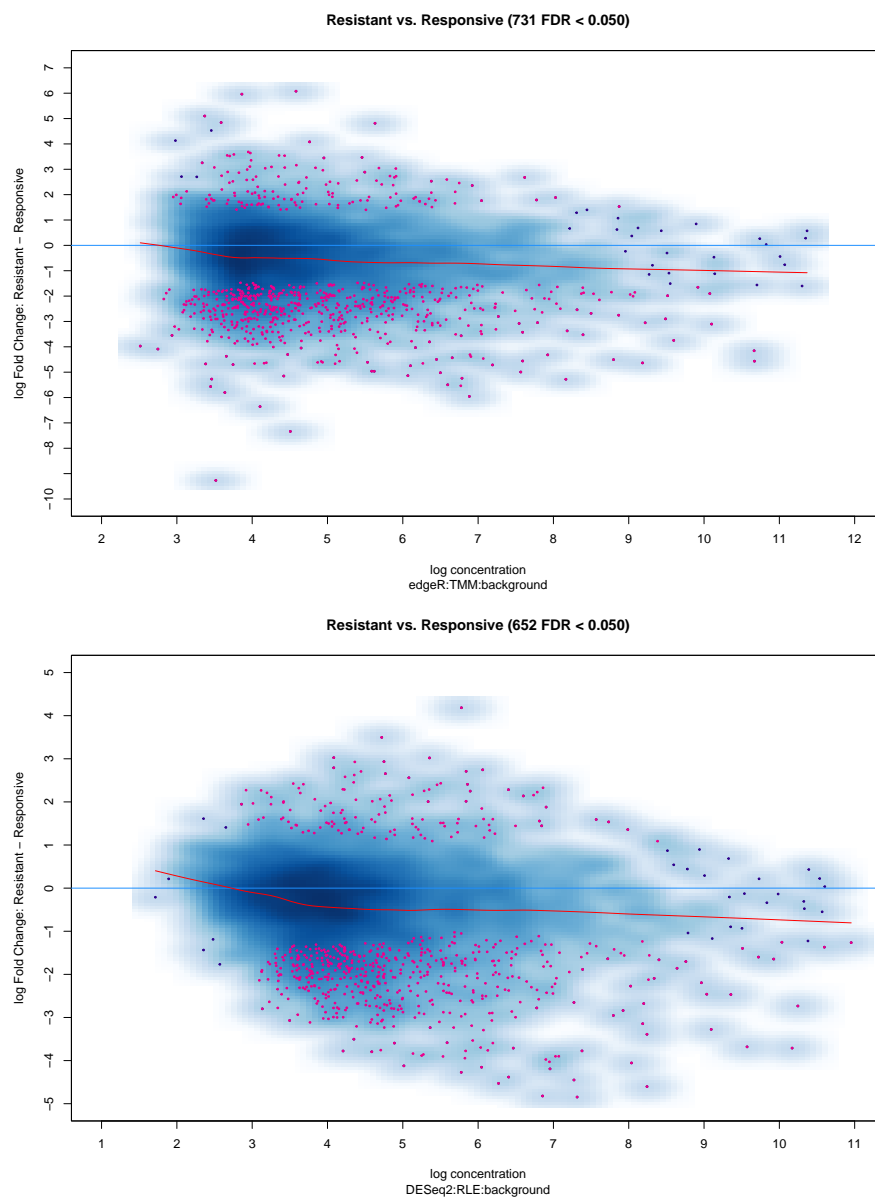 Resistant vs. Responsive (731 FDR < 0.050)
log Fold Change: Resistant − Responsive
7
6
5
4
3
2
1
0
−1
−2
−3
−4
−5
−6
−7
−8
−10
2 3 4 5 6 7 8 9 10 11 12
log concentration
edgeR:TMM:background
Resistant vs. Responsive (652 FDR < 0.050)
log Fold Change: Resistant − Responsive
5
4
3
2
1
0
−1
−2
−3
−4
−5
1 2 3 4 5 6 7 8 9 10 11
log concentration
DESeq2:RLE:background